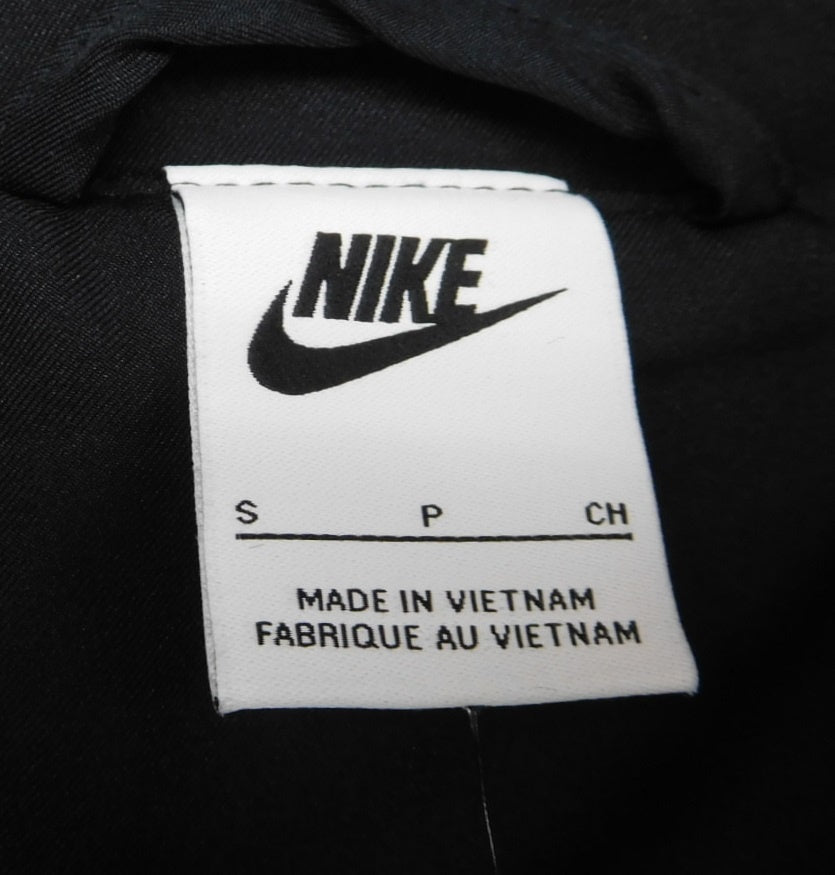 NIKE
S P CH
MADE IN VIETNAM
FABRIQUE AU VIETNAM